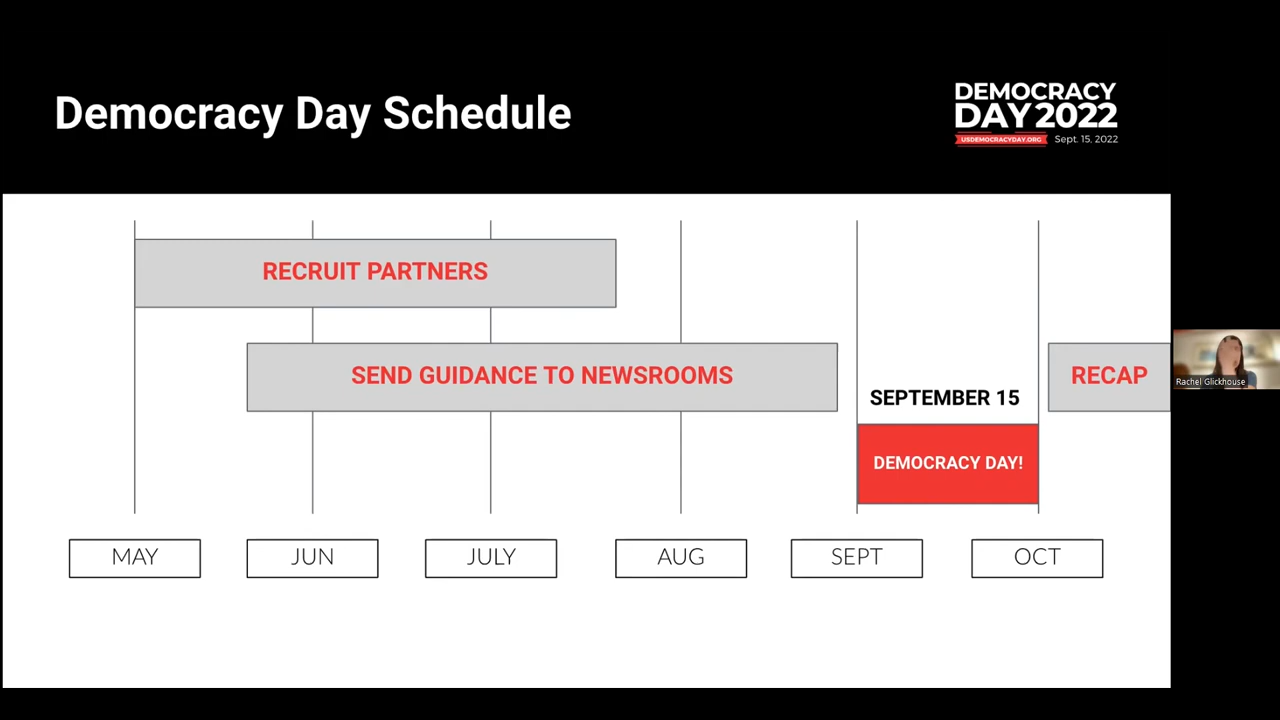 Democracy Day Schedule
DEMOCRACY
DAY 2022
USDEMOCRACYDAY.ORG Sept. 15, 2022
RECRUIT PARTNERS
SEND GUIDANCE TO NEWSROOMS
SEPTEMBER 15
RECAP
DEMOCRACY DAY!
Rachel Glickhouse
MAY JUN JULY AUG SEPT OCT